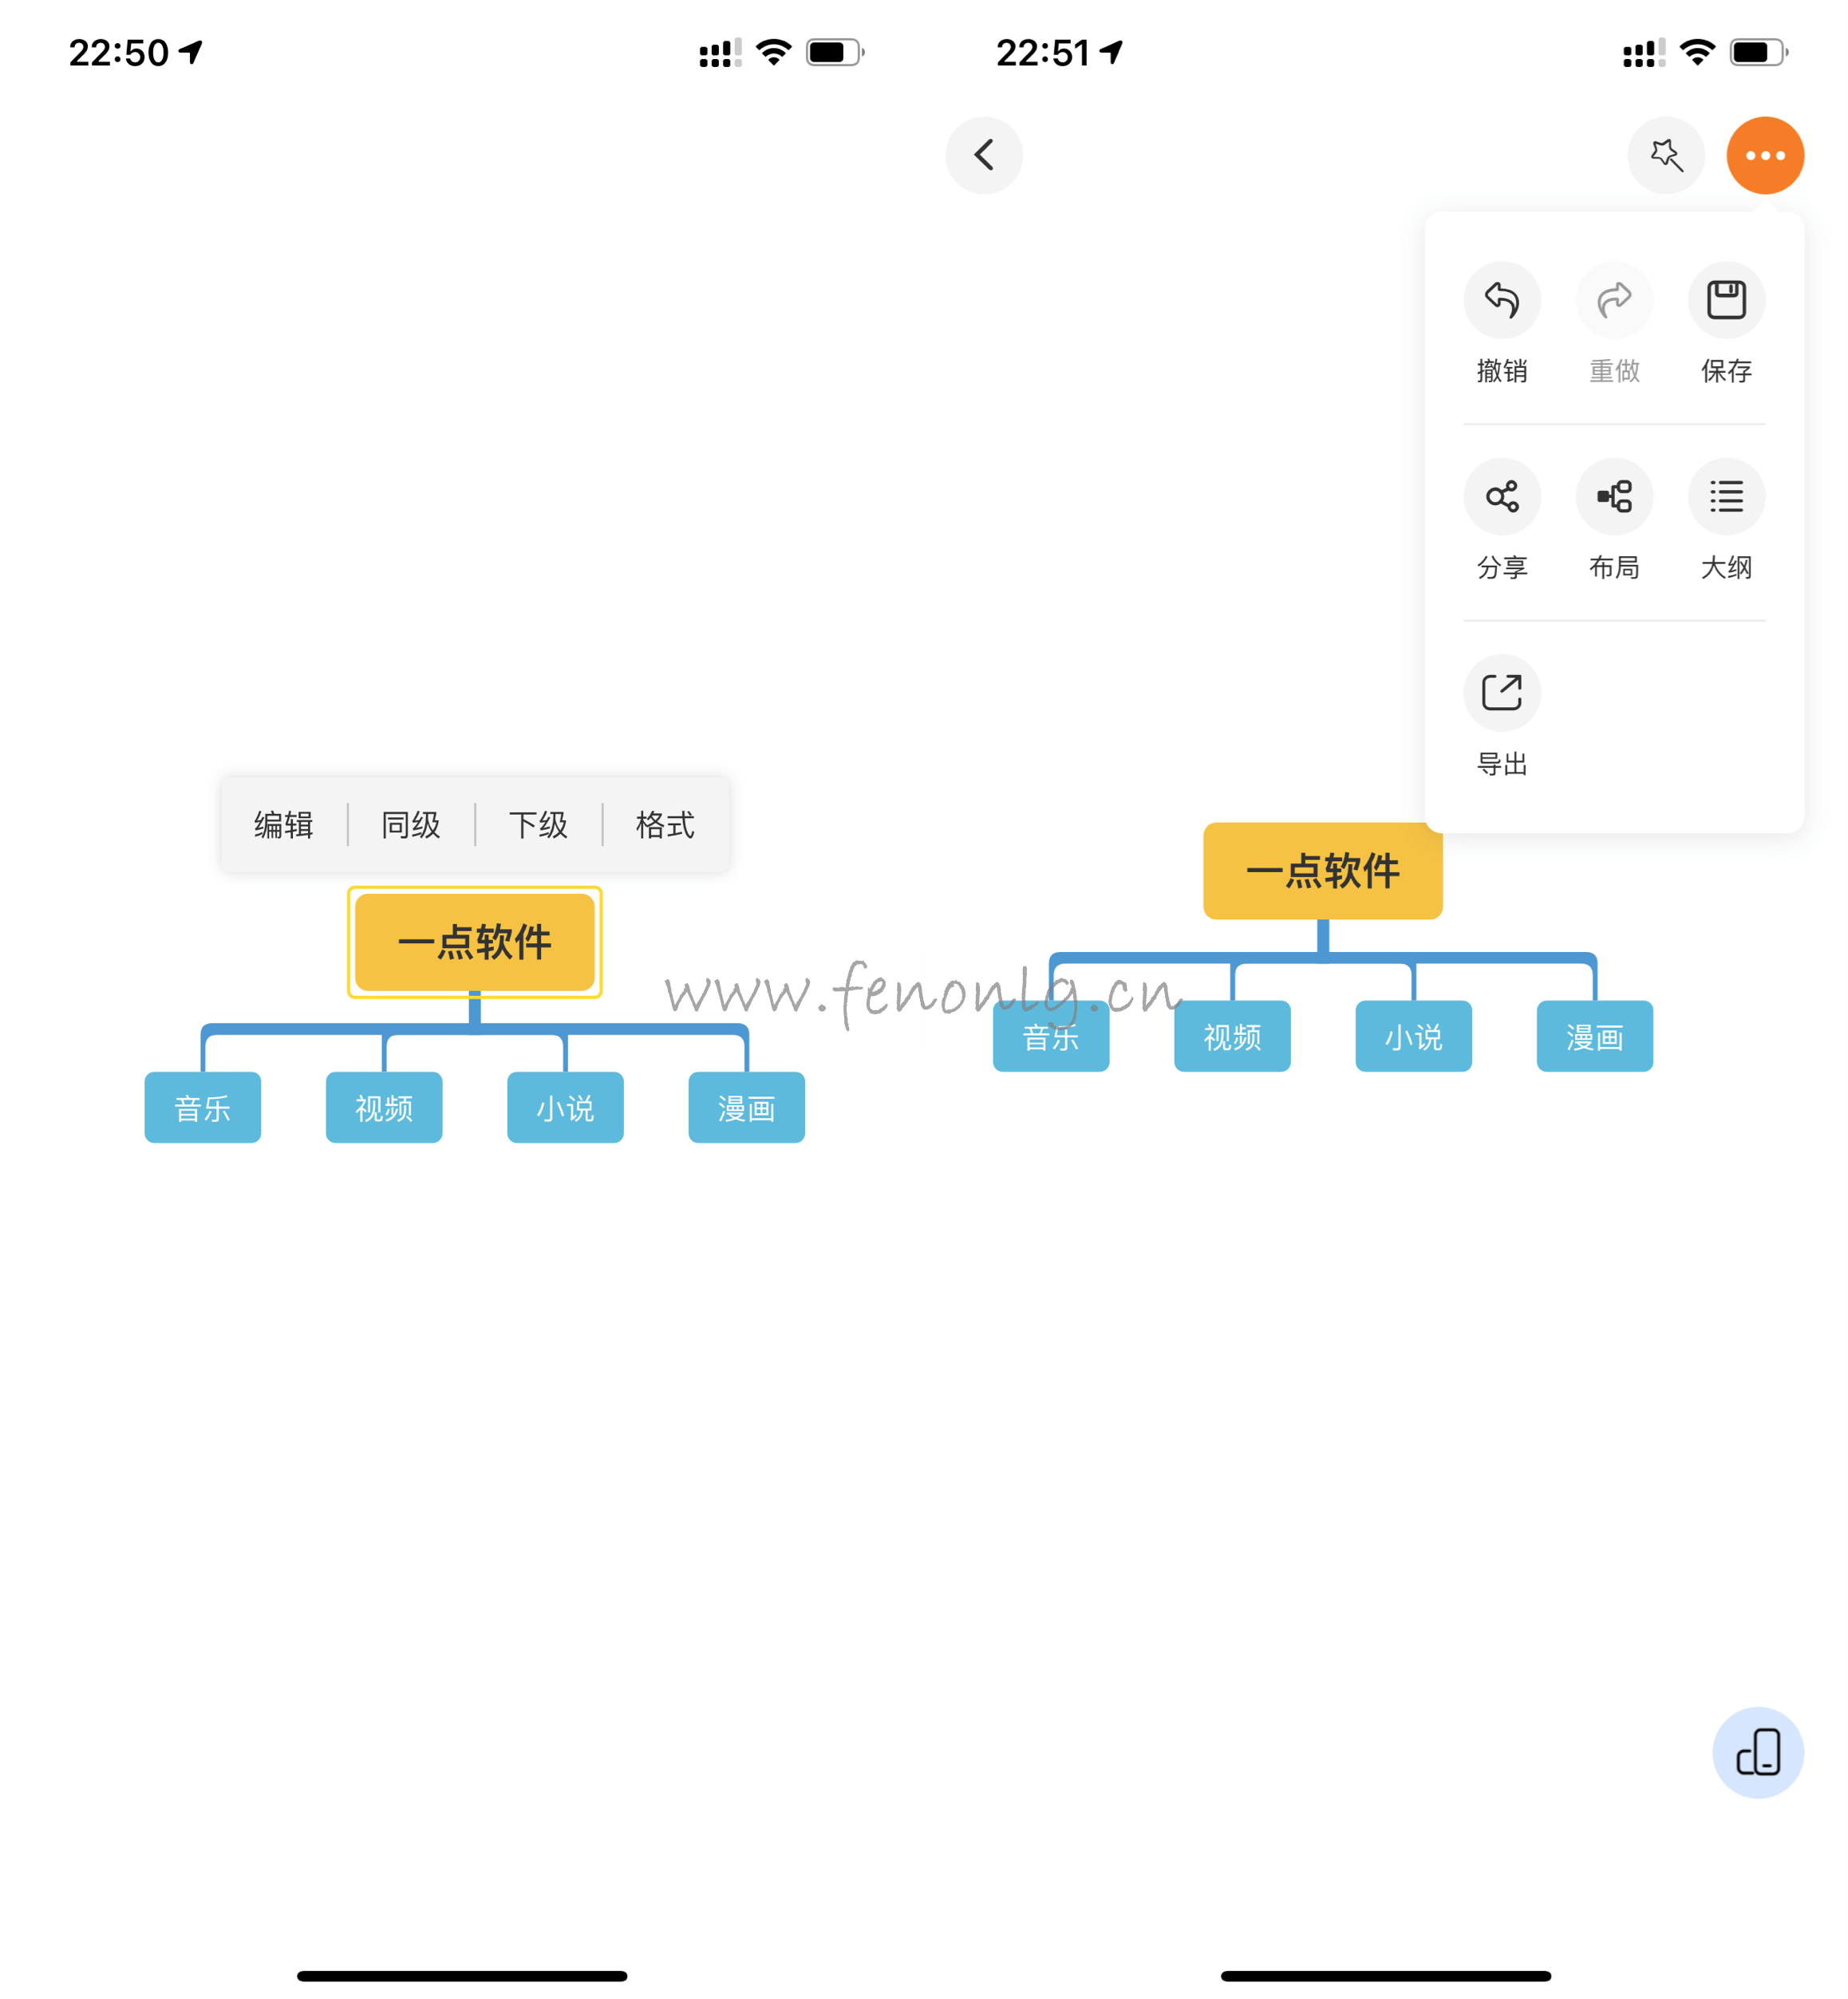 22:50
编辑 同级 下级 格式
一点软件
音乐 视频 小说 漫画
22:51
撤销 重做 保存
分享 布局 大纲
导出
一点软件
音乐 视频 小说 漫画
www.fenonlg.cn